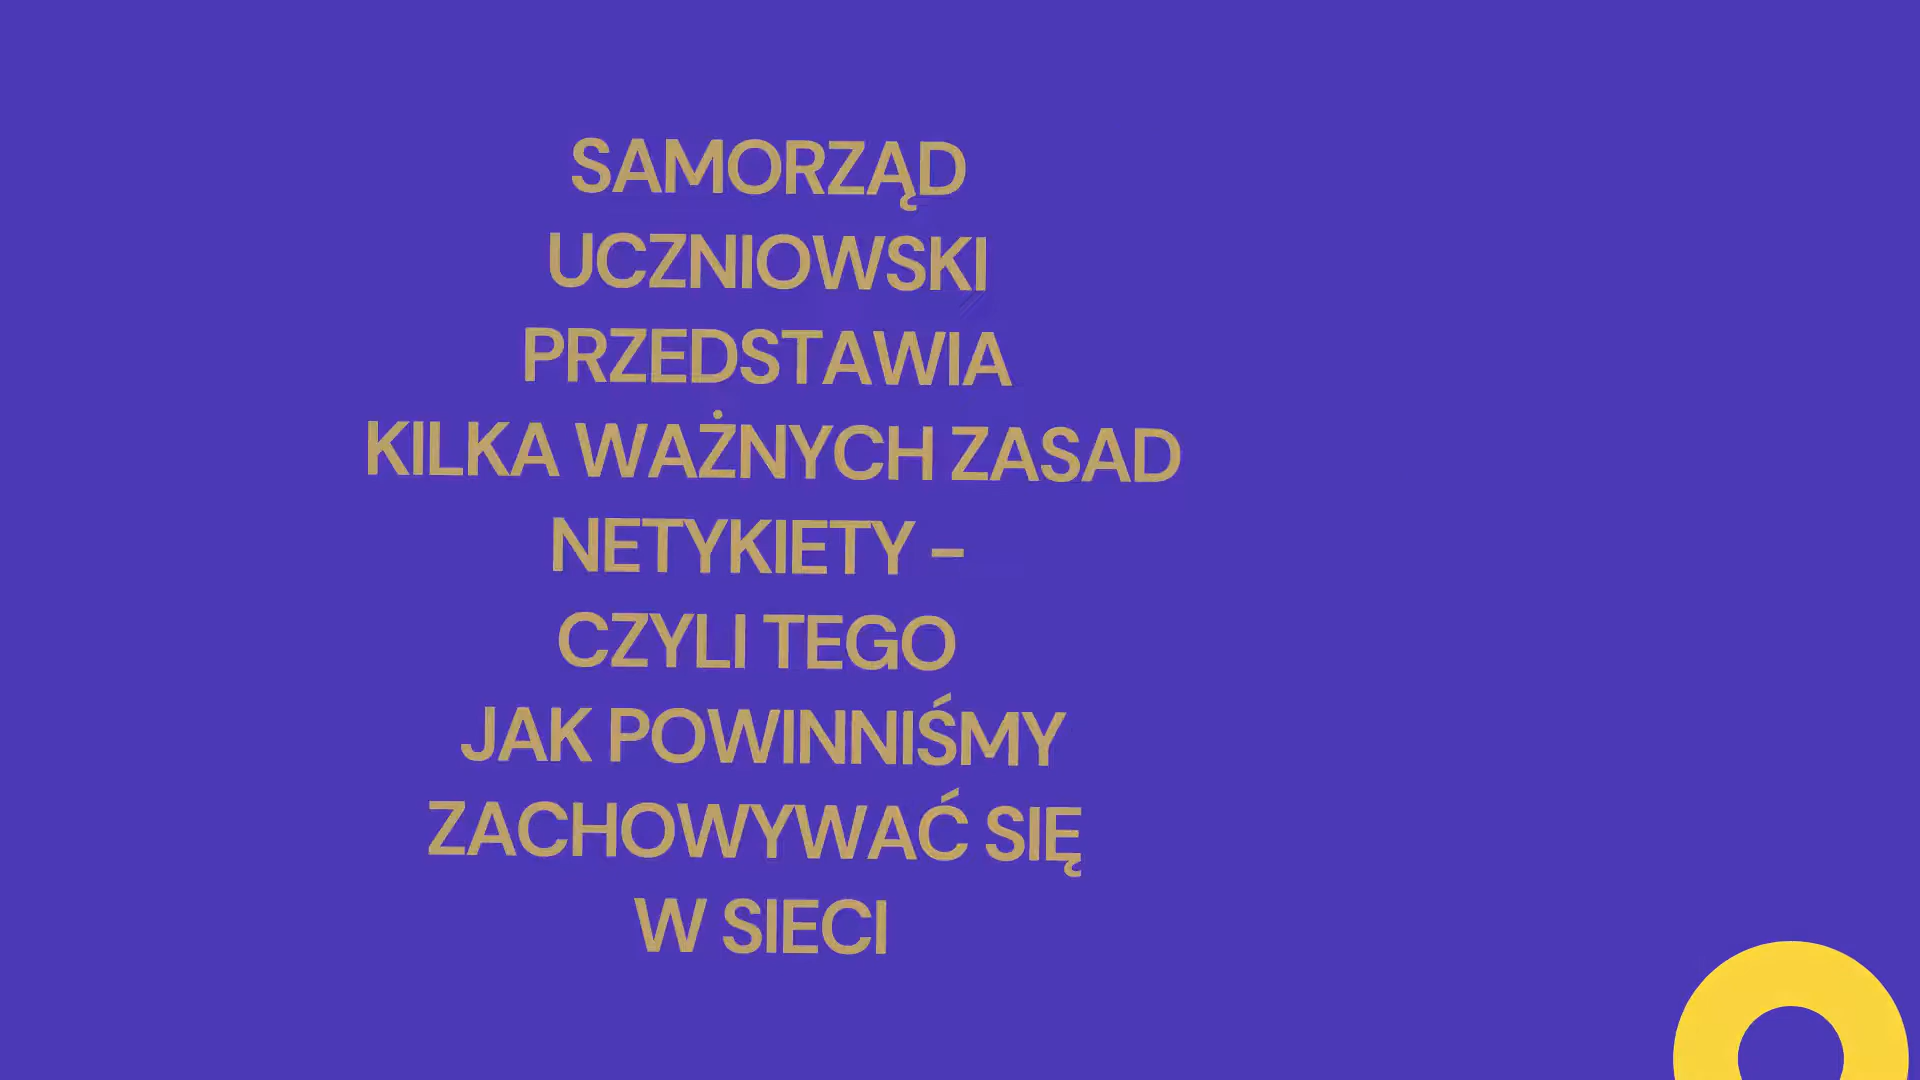 SAMORZĄD
UCZNIOWSKI
PRZEDSTAWIA
KILKA WAŻNYCH ZASAD
NETYKIETY –
CZYLI TEGO
JAK POWINNIŚMY
ZACHOWYWAĆ SIĘ
W SIECI